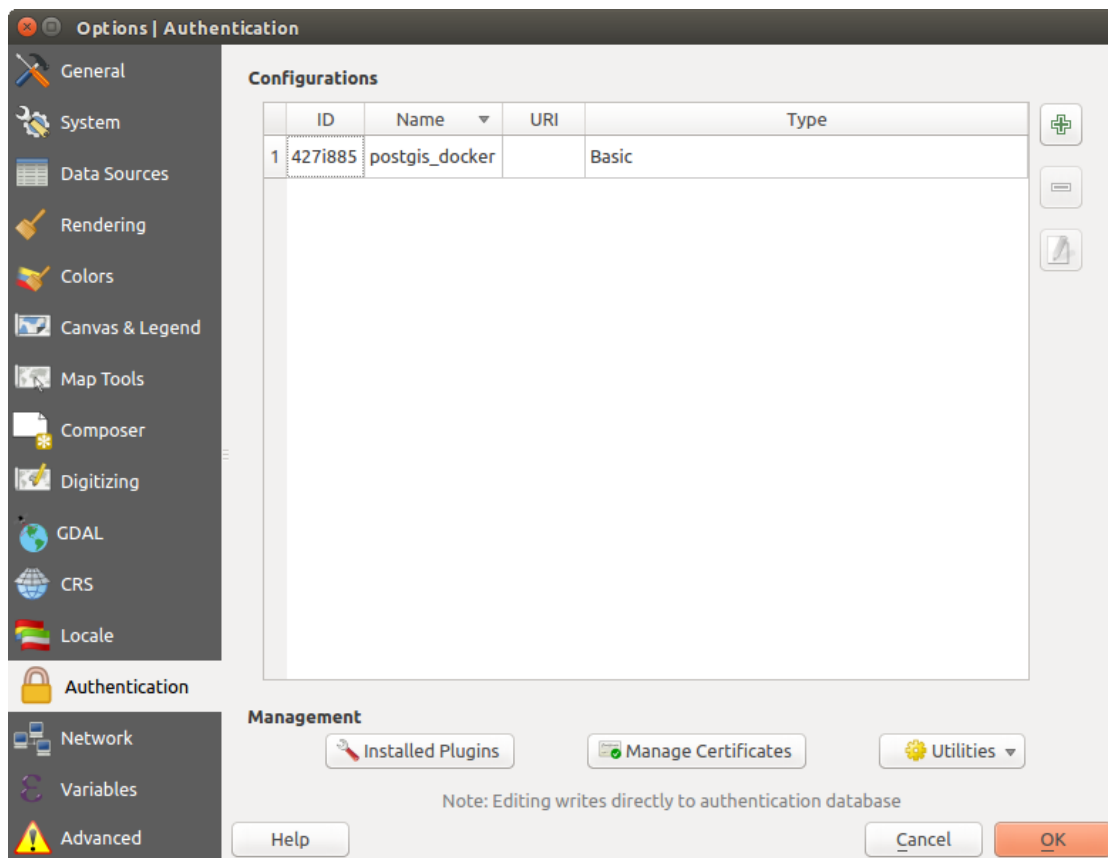 Options | Authentication
General
System
Data Sources
Rendering
Colors
Canvas & Legend
Map Tools
Composer
Digitizing
GDAL
CRS
Locale
Authentication
Network
Variables
Advanced
Configurations
ID Name URI Type
1 427i885 postgis_docker Basic
Management
Installed Plugins Manage Certificates Utilities
Note: Editing writes directly to authentication database
Help Cancel OK